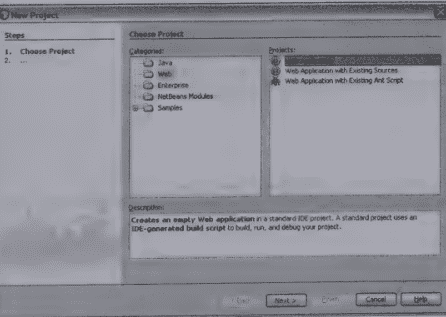 New Project
Steps
1. Choose Project
2. ...
Choose Project
Categories:
Java
Web
Enterprise
NetBeans Modules
Samples
Projects:
Web Application with Existing Sources
Web Application with Existing Ant Script
Description:
Creates an empty Web application in a standard IDE project. A standard project uses an
IDE-generated build script to build, run, and debug your project.
Next >
Cancel
Help